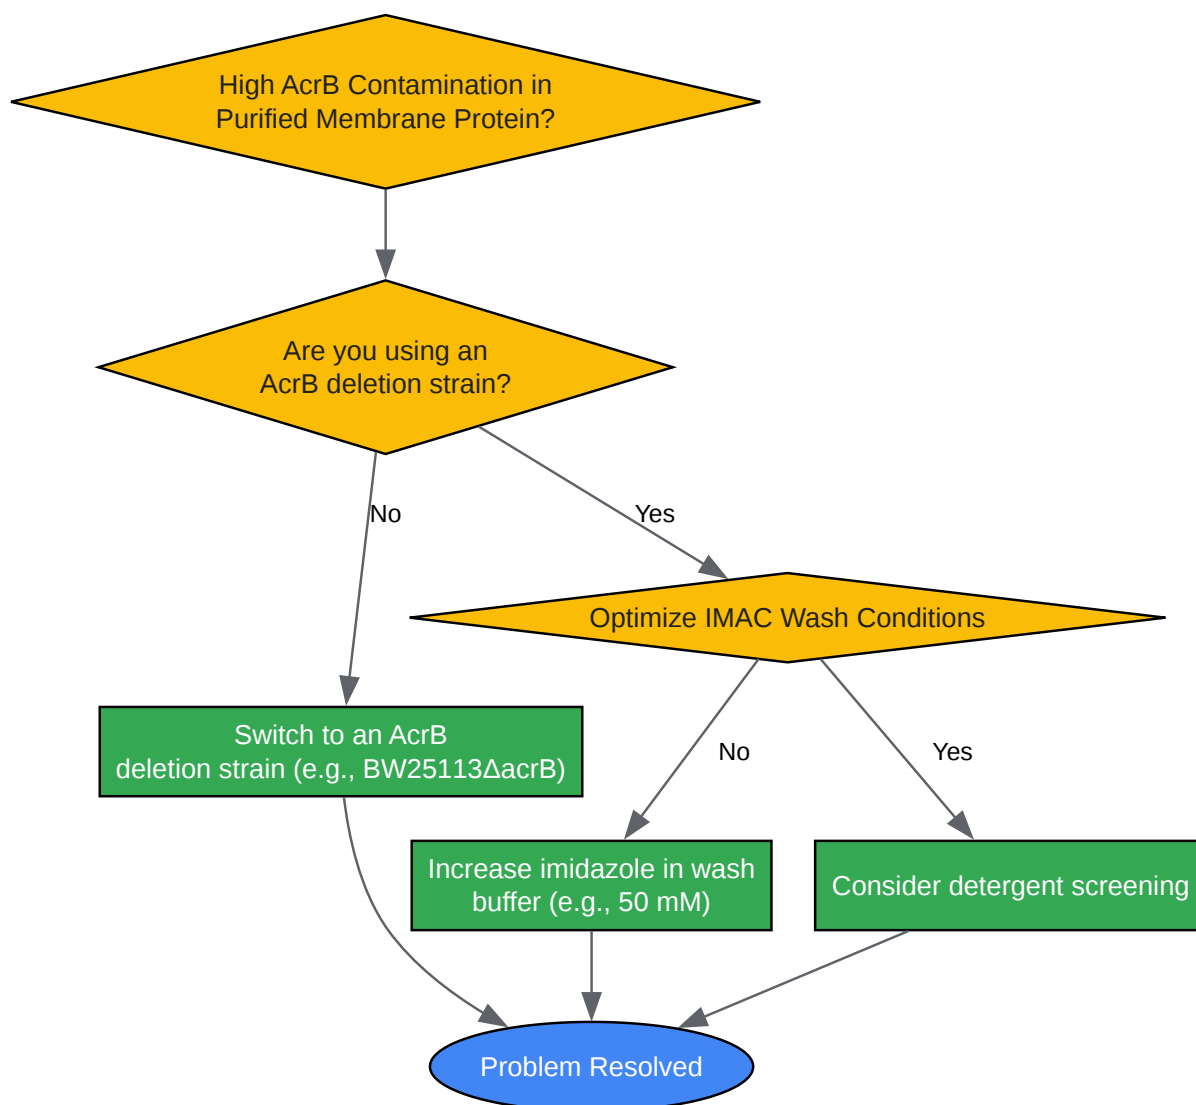 High AcrB Contamination in
Purified Membrane Protein?
Are you using an
AcrB deletion strain?
No
Yes
Optimize IMAC Wash Conditions
Switch to an AcrB
deletion strain (e.g., BW25113ΔacrB)
No
Yes
Increase imidazole in wash
buffer (e.g., 50 mM)
Consider detergent screening
Problem Resolved